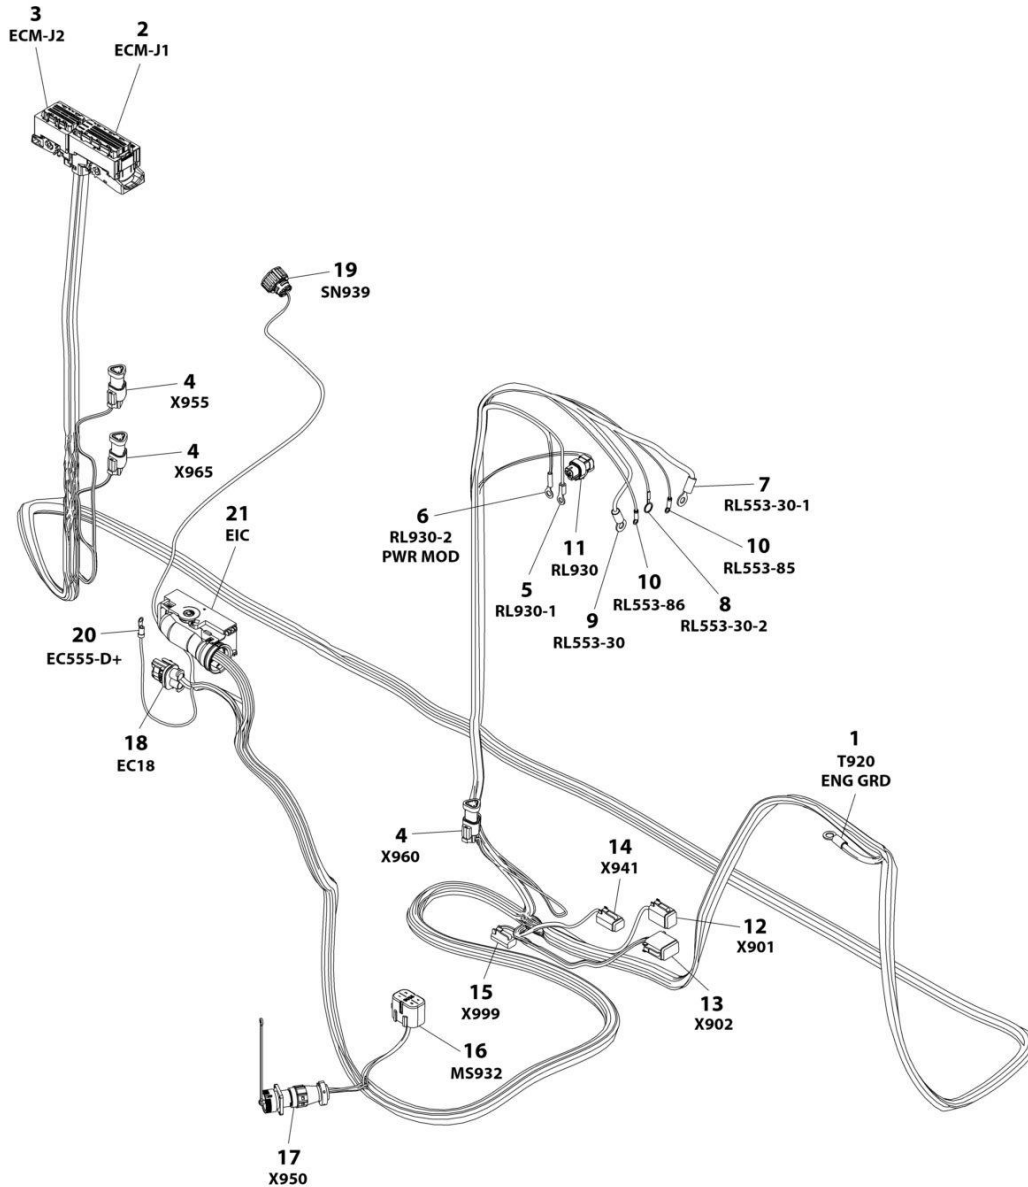 3
ECM-J2
2
ECM-J1
19
SN939
4
X955
4
X965
21
EIC
20
EC555-D+
18
EC18
6
RL930-2
PWR MOD
5
RL930-1
11
RL930
9
RL553-30
10
RL553-86
8
RL553-30-2
10
RL553-85
7
RL553-30-1
1
T920
ENG GRD
4
X960
14
X941
12
X901
13
X902
15
X999
16
MS932
17
X950